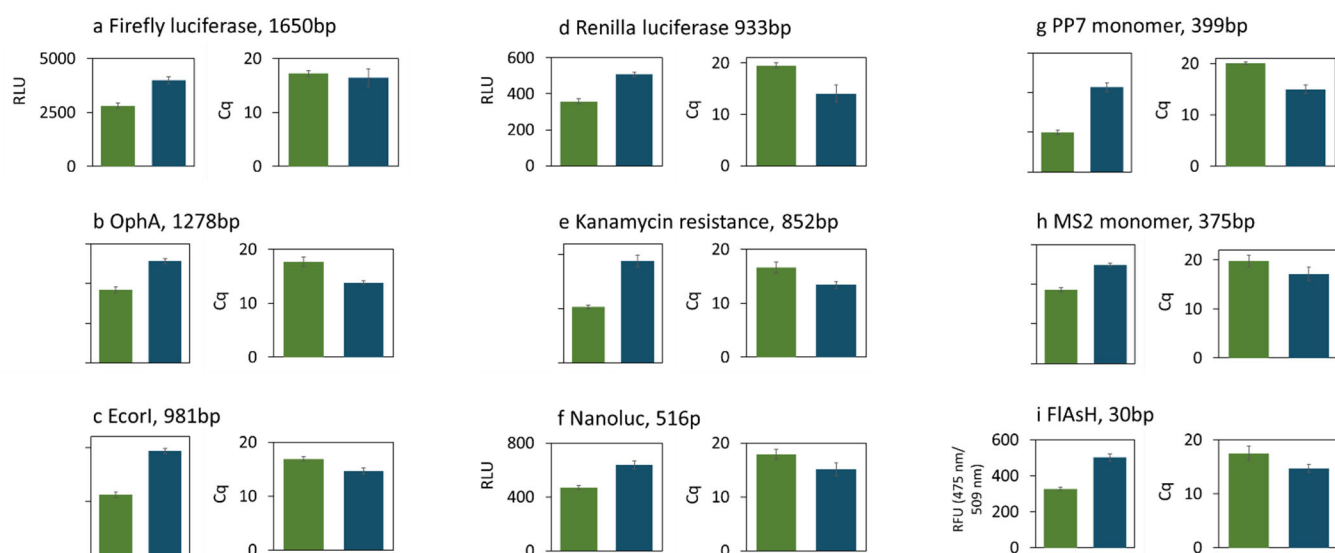 a Firefly luciferase, 1650bp
RLU
5000
2500
0
Cq
20
10
0
d Renilla luciferase 933bp
RLU
600
400
200
0
Cq
20
10
0
g PP7 monomer, 399bp
Cq
20
10
0
b OphA, 1278bp
Cq
20
10
0
e Kanamycin resistance, 852bp
Cq
20
10
0
h MS2 monomer, 375bp
Cq
20
10
0
c EcorI, 981bp
Cq
20
10
0
f Nanoluc, 516p
RLU
800
400
0
Cq
20
10
0
i FlAsH, 30bp
RFU (475 nm/
509 nm)
600
400
200
0
Cq
20
10
0